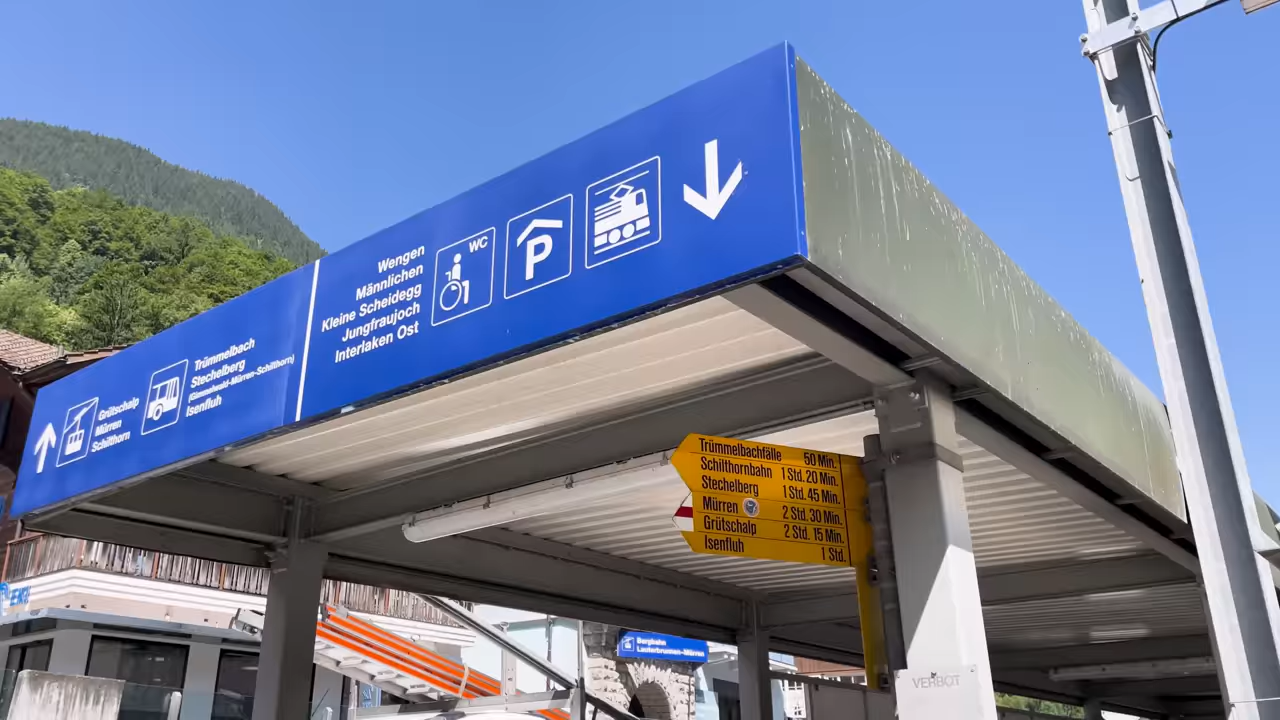 Grütschalp
Mürren
Schilthorn
Trümmelbach
Stechelberg
(Gimmelwald-Mürren-Schilthorn)
Isenfluh
Wengen
Männlichen
Kleine Scheidegg
Jungfraujoch
Interlaken Ost
WC
P
Trümmelbachfälle 50 Min.
Schilthornbahn 1 Std. 20 Min.
Stechelberg 1 Std. 45 Min.
Mürren 2 Std. 30 Min.
Grütschalp 2 Std. 15 Min.
Isenfluh 1 Std.
Bergbahn
Lauterbrunnen-Mürren
VERBOT